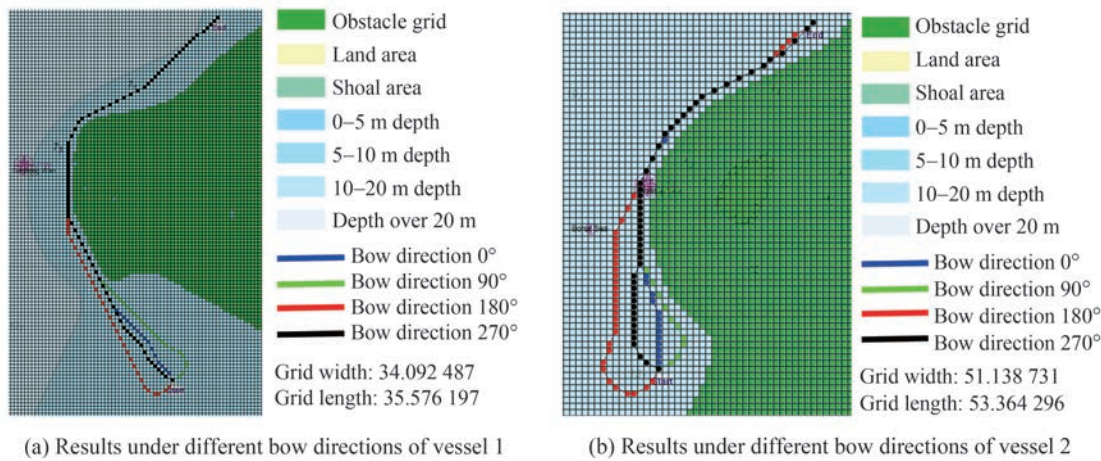 End
Start
Obstacle grid
Land area
Shoal area
0–5 m depth
5–10 m depth
10–20 m depth
Depth over 20 m
Bow direction 0°
Bow direction 90°
Bow direction 180°
Bow direction 270°
Grid width: 34.092 487
Grid length: 35.576 197
(a) Results under different bow directions of vessel 1
End
Start
Obstacle grid
Land area
Shoal area
0–5 m depth
5–10 m depth
10–20 m depth
Depth over 20 m
Bow direction 0°
Bow direction 90°
Bow direction 180°
Bow direction 270°
Grid width: 51.138 731
Grid length: 53.364 296
(b) Results under different bow directions of vessel 2